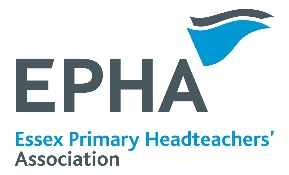 EPHA
Essex Primary Headteachers'
Association